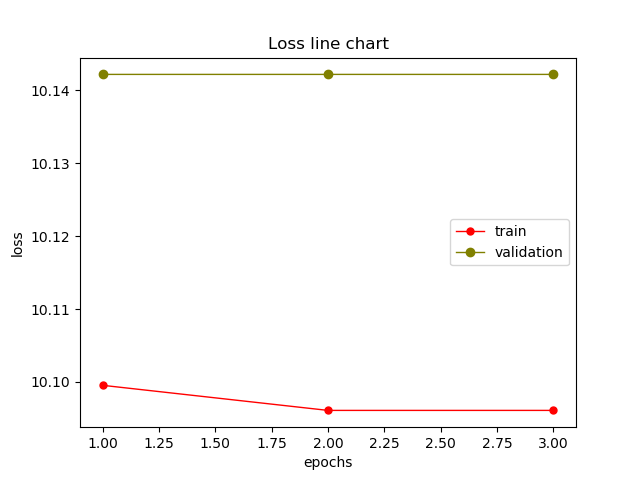 Loss line chart
10.14
10.13
10.12
10.11
10.10
loss
train
validation
1.00 1.25 1.50 1.75 2.00 2.25 2.50 2.75 3.00
epochs